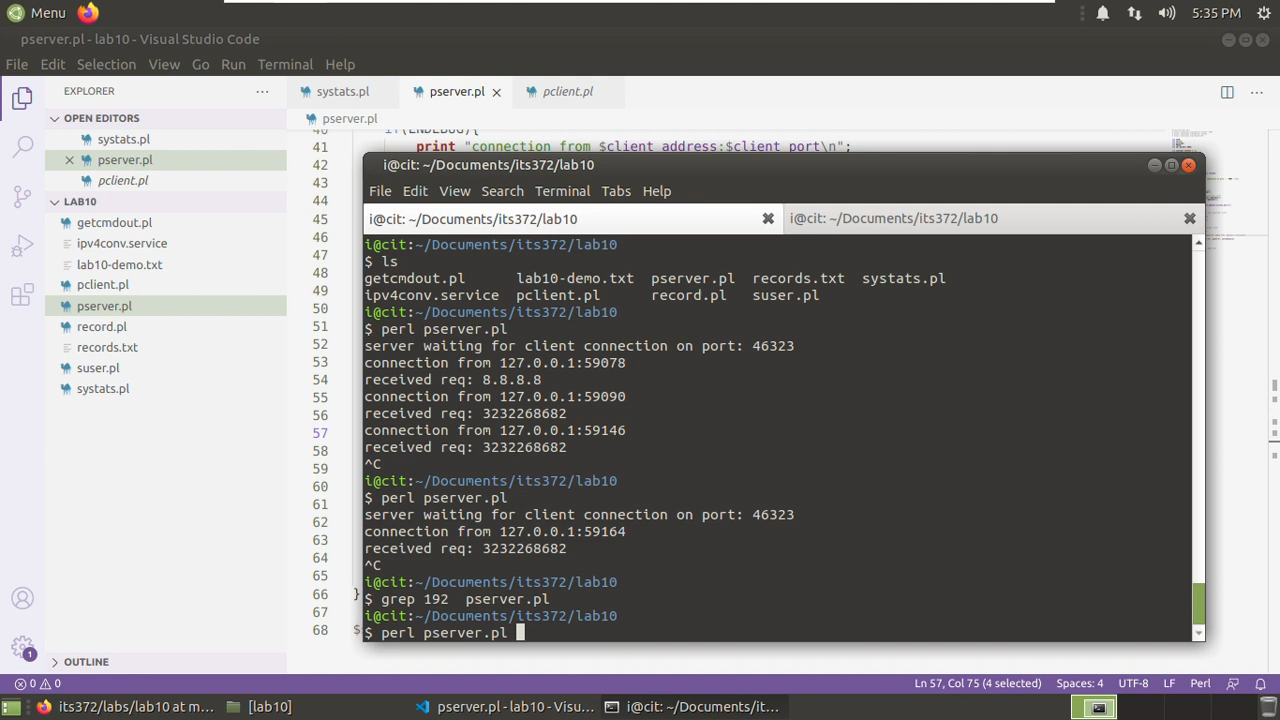 Menu
5:35 PM
pserver.pl - lab10 - Visual Studio Code
File Edit Selection View Go Run Terminal Help
EXPLORER
systats.pl pserver.pl pclient.pl
OPEN EDITORS
pserver.pl
systats.pl
pserver.pl
pclient.pl
LAB10
getcmdout.pl
ipv4conv.service
lab10-demo.txt
pclient.pl
pserver.pl
record.pl
records.txt
suser.pl
systats.pl
OUTLINE
40 if(ENDEBUG){
41 print "connection from $client_address:$client_port\n";
42
43
44
45
46
47
48
49
50
51
52
53
54
55
56
57
58
59
60
61
62
63
64
65
66 }
67
68 $
i@cit: ~/Documents/its372/lab10
File Edit View Search Terminal Tabs Help
i@cit: ~/Documents/its372/lab10 i@cit: ~/Documents/its372/lab10
i@cit:~/Documents/its372/lab10
$ ls
getcmdout.pl lab10-demo.txt pserver.pl records.txt systats.pl
ipv4conv.service pclient.pl record.pl suser.pl
i@cit:~/Documents/its372/lab10
$ perl pserver.pl
server waiting for client connection on port: 46323
connection from 127.0.0.1:59078
received req: 8.8.8.8
connection from 127.0.0.1:59090
received req: 3232268682
connection from 127.0.0.1:59146
received req: 3232268682
^C
i@cit:~/Documents/its372/lab10
$ perl pserver.pl
server waiting for client connection on port: 46323
connection from 127.0.0.1:59164
received req: 3232268682
^C
i@cit:~/Documents/its372/lab10
$ grep 192  pserver.pl
i@cit:~/Documents/its372/lab10
$ perl pserver.pl
1
0 0
Ln 57, Col 75 (4 selected) Spaces: 4 UTF-8 LF Perl
its372/labs/lab10 at m... [lab10] pserver.pl - lab10 - Visu... i@cit: ~/Documents/it...